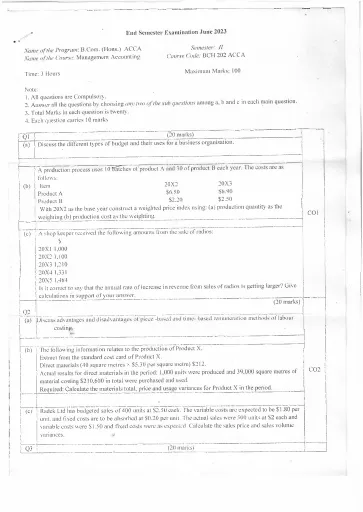 End Semester Examination June 2023
Name of the Program: B.Com. (Hons.) ACCA
Semester - II
Name of the Course: Management Accounting
Course Code: BCH 202 ACCA
Time: 3 Hours
Maximum Marks: 100
Note:
1. All questions are Compulsory.
2. Answer all the questions by choosing any two of the sub questions among a, b and c in each main question.
3. Total Marks in each question is twenty.
4. Each question carries 10 marks.
Q1 (20 marks)
(a) Discuss the different types of budget and their uses for a business organisation.
A production process uses 10 batches of product A and 30 of product B each year. The costs are as
follows:
(b) Item 20X2 20X3
Product A $6.50 $6.90
Product B $2.20 $2.50
With 20X2 as the base year construct a weighted price index using: (a) production quantity as the
weighting (b) production cost as the weighting.
CO1
(c) A shop keeper received the following amounts from the sale of radios:
$
20X1 1,000
20X2 1,100
20X3 1,210
20X4 1,331
20X5 1,464
Is it correct to say that the annual rate of increase in revenue from sales of radios is getting larger? Give
calculations in support of your answer.
(20 marks)
Q2
(a) Discuss advantages and disadvantages of piece-based and time-based remuneration methods of labour
costing.
(b) The following information relates to the production of Product X.
Extract from the standard cost card of Product X
Direct materials (40 square metres × $5.30 per square metre) $212.
Actual results for direct materials in the period: 1,000 units were produced and 39,000 square metres of
material costing $210,600 in total were purchased and used.
Required: Calculate the materials total, price and usage variances for Product X in the period.
CO2
(c) Radek Ltd has budgeted sales of 400 units at $2.50 each. The variable costs are expected to be $1.80 per
unit, and fixed costs are to be absorbed at $0.20 per unit. The actual sales were 500 units at $2 each and
variable costs were $1.50 and fixed costs were as expected. Calculate the sales price and sales volume
variances.
Q3 (20 marks)